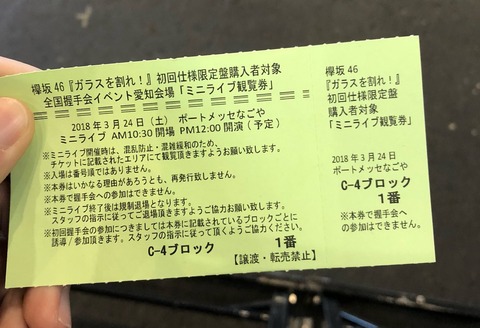 欅坂46『ガラスを割れ！』初回仕様限定盤購入者対象
全国握手会イベント愛知会場「ミニライブ観覧券」
2018年3月24日（土） ポートメッセなごや
ミニライブ AM10:30開場 PM12:00開演（予定）
※ミニライブ開催時は、混乱防止・混雑緩和のため、
チケットに記載されたエリアにて観覧頂きますようお願い致します。
※入場は番号順ではありません。
※本券はいかなる理由があろうとも、再発行致しません。
※本券で握手会への参加はできません。
※ミニライブ終了後は規制退場となります。
スタッフの指示に従ってご退場頂きますようご協力お願い致します。
※初回握手会の参加につきましては本券に記載されているブロックごとに
誘導/参加頂きます。スタッフの指示に従って頂くようご協力ください。
C-4ブロック 1番
【譲渡・転売禁止】
欅坂46
『ガラスを割れ！』
初回仕様限定盤
購入者対象
「ミニライブ観覧券」
2018年3月24日
ポートメッセなごや
C-4ブロック
1番
※本券で握手会へ
の参加はできません。